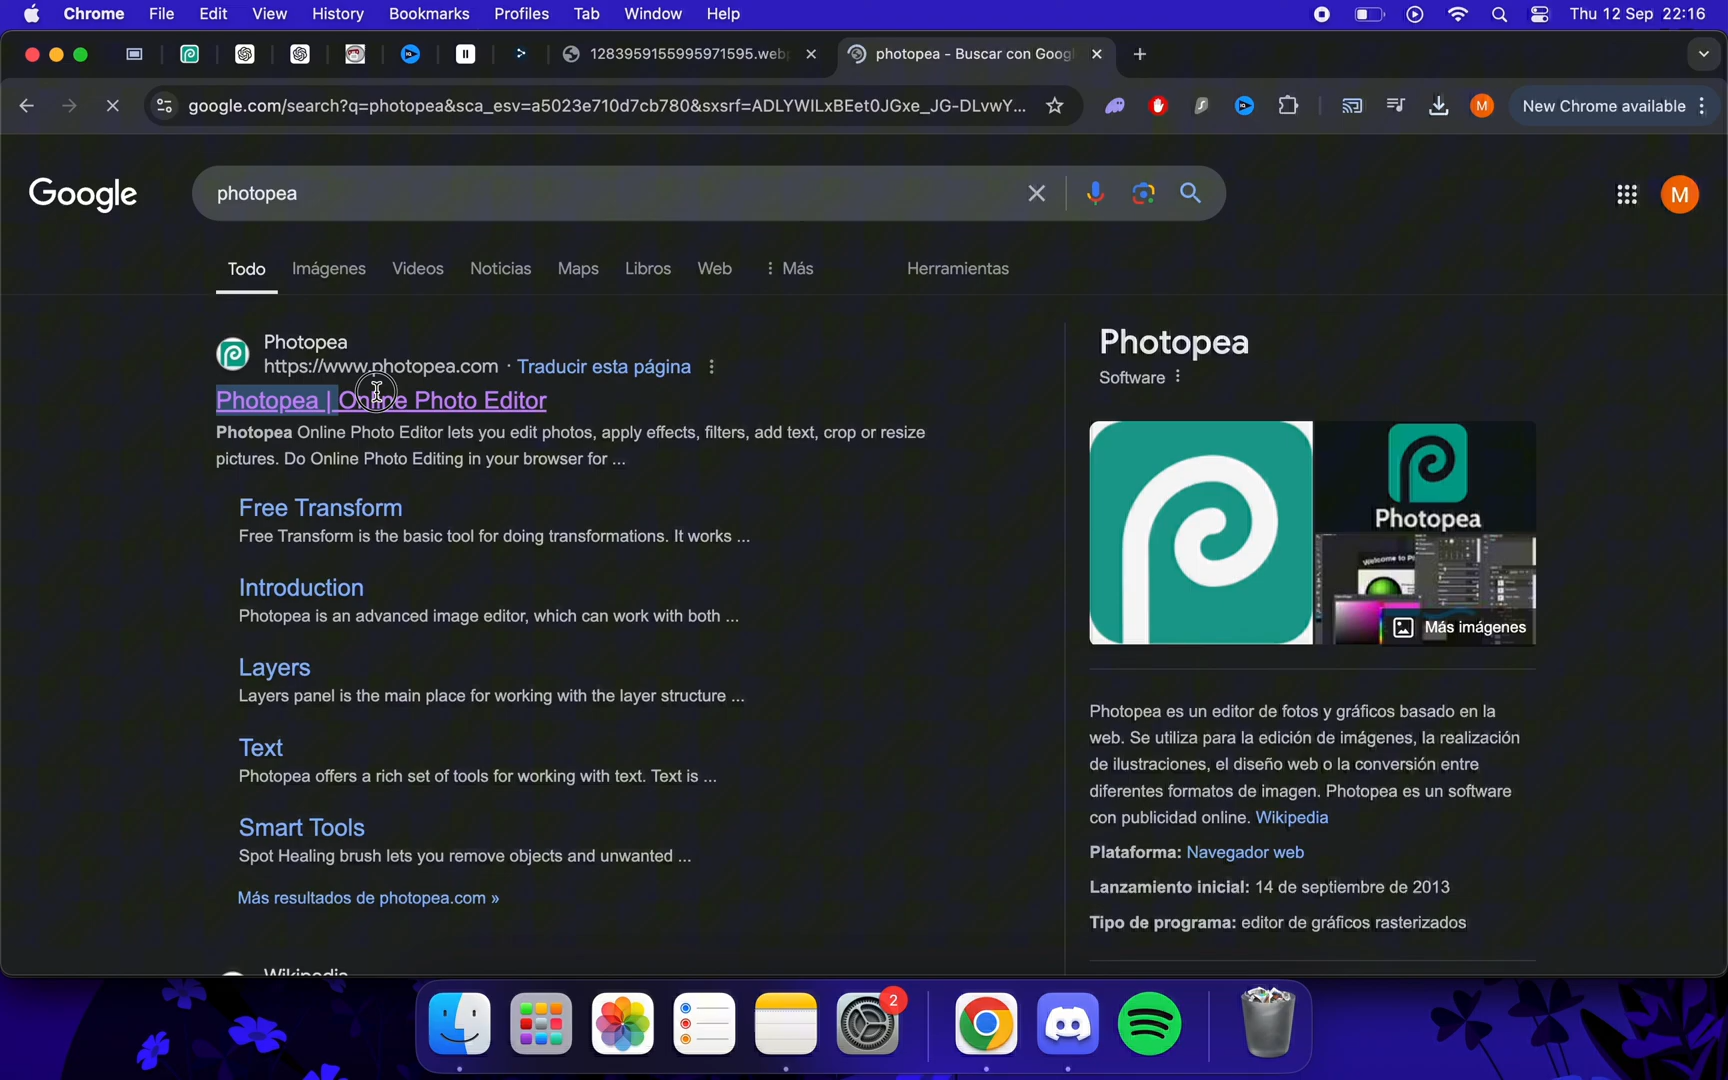 Chrome File Edit View History Bookmarks Profiles Tab Window Help Thu 12 Sep 22:16
1283959155995971595.webp photopea - Buscar con Goog
google.com/search?q=photopea&sca_esv=a5023e710d7cb780&sxsrf=ADLYWILxBEet0JGxe_JG-DLvwY... M New Chrome available
Google photopea M
Todo Imágenes Videos Noticias Maps Libros Web Más Herramientas
Photopea
https://www.photopea.com · Traducir esta página
Photopea | Online Photo Editor
Photopea Online Photo Editor lets you edit photos, apply effects, filters, add text, crop or resize
pictures. Do Online Photo Editing in your browser for ...
Free Transform
Free Transform is the basic tool for doing transformations. It works ...
Introduction
Photopea is an advanced image editor, which can work with both ...
Layers
Layers panel is the main place for working with the layer structure ...
Text
Photopea offers a rich set of tools for working with text. Text is ...
Smart Tools
Spot Healing brush lets you remove objects and unwanted ...
Más resultados de photopea.com »
Wikipedia
Photopea
Software
Photopea
Más imágenes
Photopea es un editor de fotos y gráficos basado en la
web. Se utiliza para la edición de imágenes, la realización
de ilustraciones, el diseño web o la conversión entre
diferentes formatos de imagen. Photopea es un software
con publicidad online. Wikipedia
Plataforma: Navegador web
Lanzamiento inicial: 14 de septiembre de 2013
Tipo de programa: editor de gráficos rasterizados
2